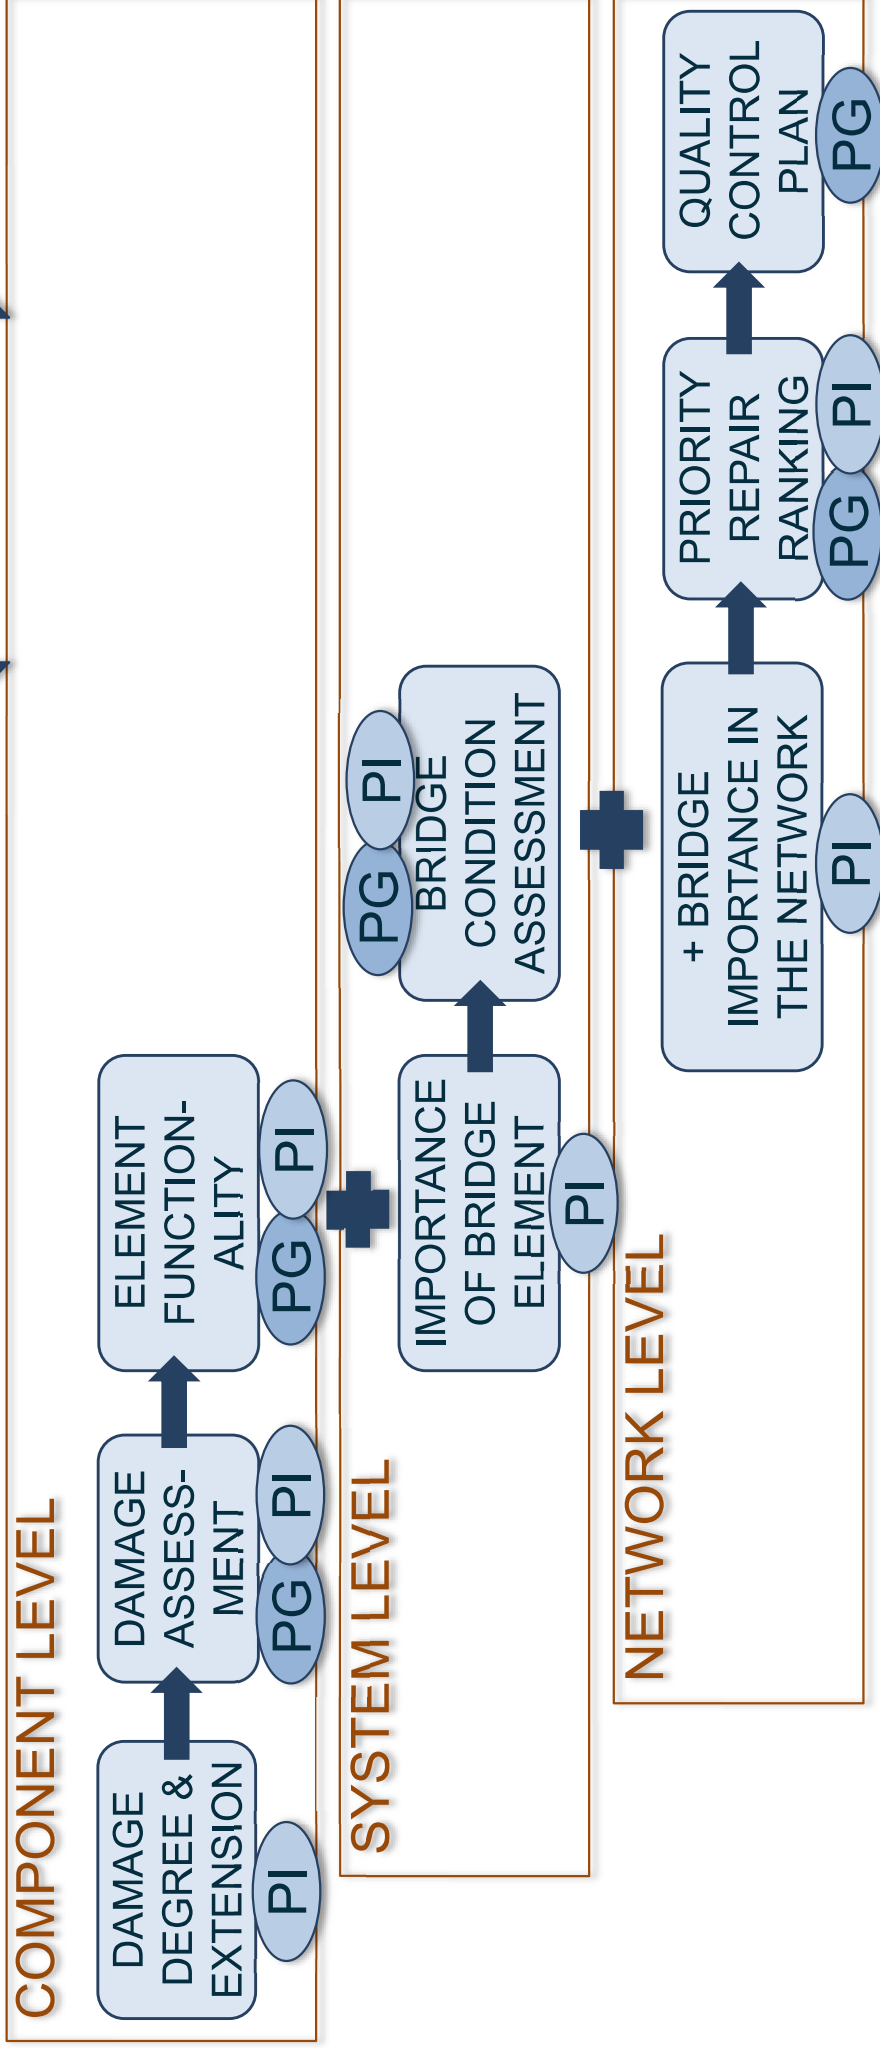 COMPONENT LEVEL
DAMAGE
DEGREE &
EXTENSION
PI
DAMAGE
ASSESS-
MENT
PG
PI
ELEMENT
FUNCTION-
ALITY
PG
PI
SYSTEM LEVEL
IMPORTANCE
OF BRIDGE
ELEMENT
PI
BRIDGE
CONDITION
ASSESSMENT
PG
PI
NETWORK LEVEL
+ BRIDGE
IMPORTANCE IN
THE NETWORK
PI
PRIORITY
REPAIR
RANKING
PG
PI
QUALITY
CONTROL
PLAN
PG